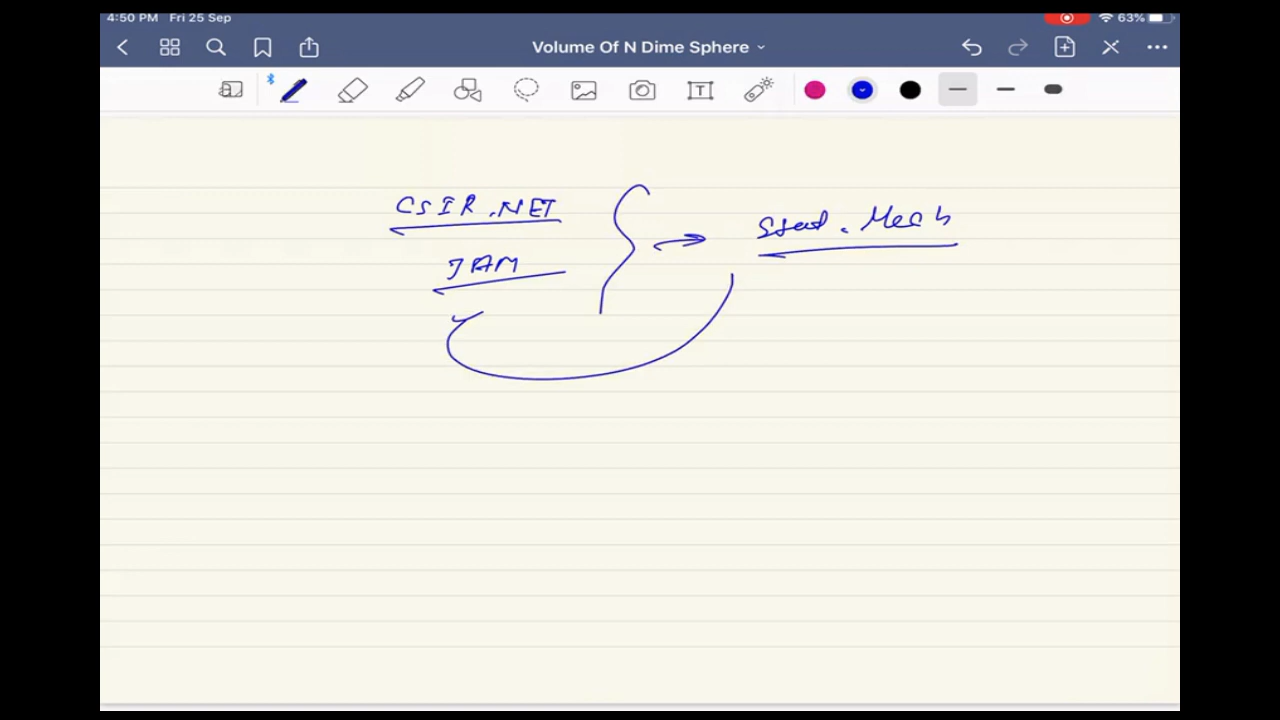 4:50 PM Fri 25 Sep 63%
Volume Of N Dime Sphere
T
CSIR.NET
JAM
Stat. Mech